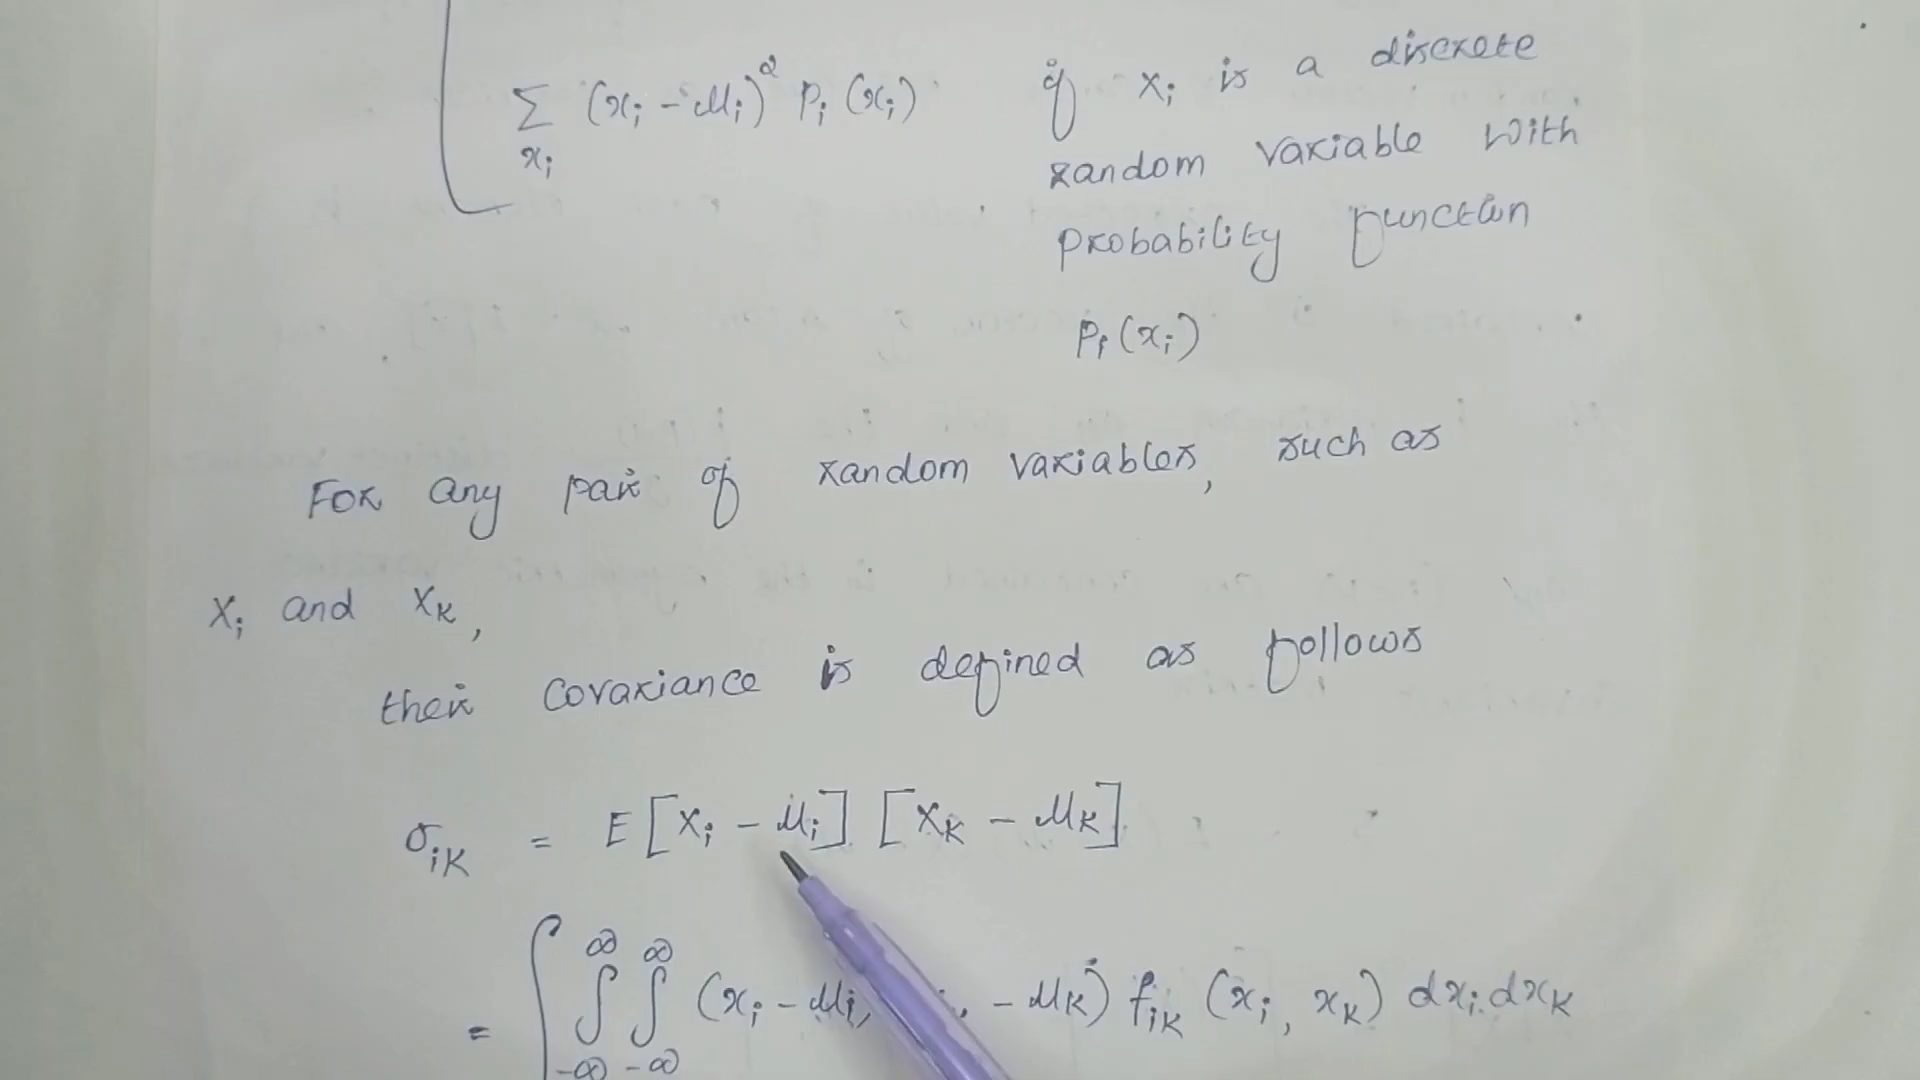 ∑ (xᵢ - μᵢ)² Pᵢ (xᵢ) if Xᵢ is a discrete
xᵢ random variable with
probability function
Pᵢ (xᵢ)
For any pair of random variables, such as
Xᵢ and Xₖ,
their covariance is defined as follows
σᵢₖ = E [Xᵢ - μᵢ] [Xₖ - μₖ]
= ∞ ∞ ∫ ∫ -∞ -∞ (xᵢ - μᵢ - μₖ) fᵢₖ (xᵢ, xₖ) dxᵢ dxₖ